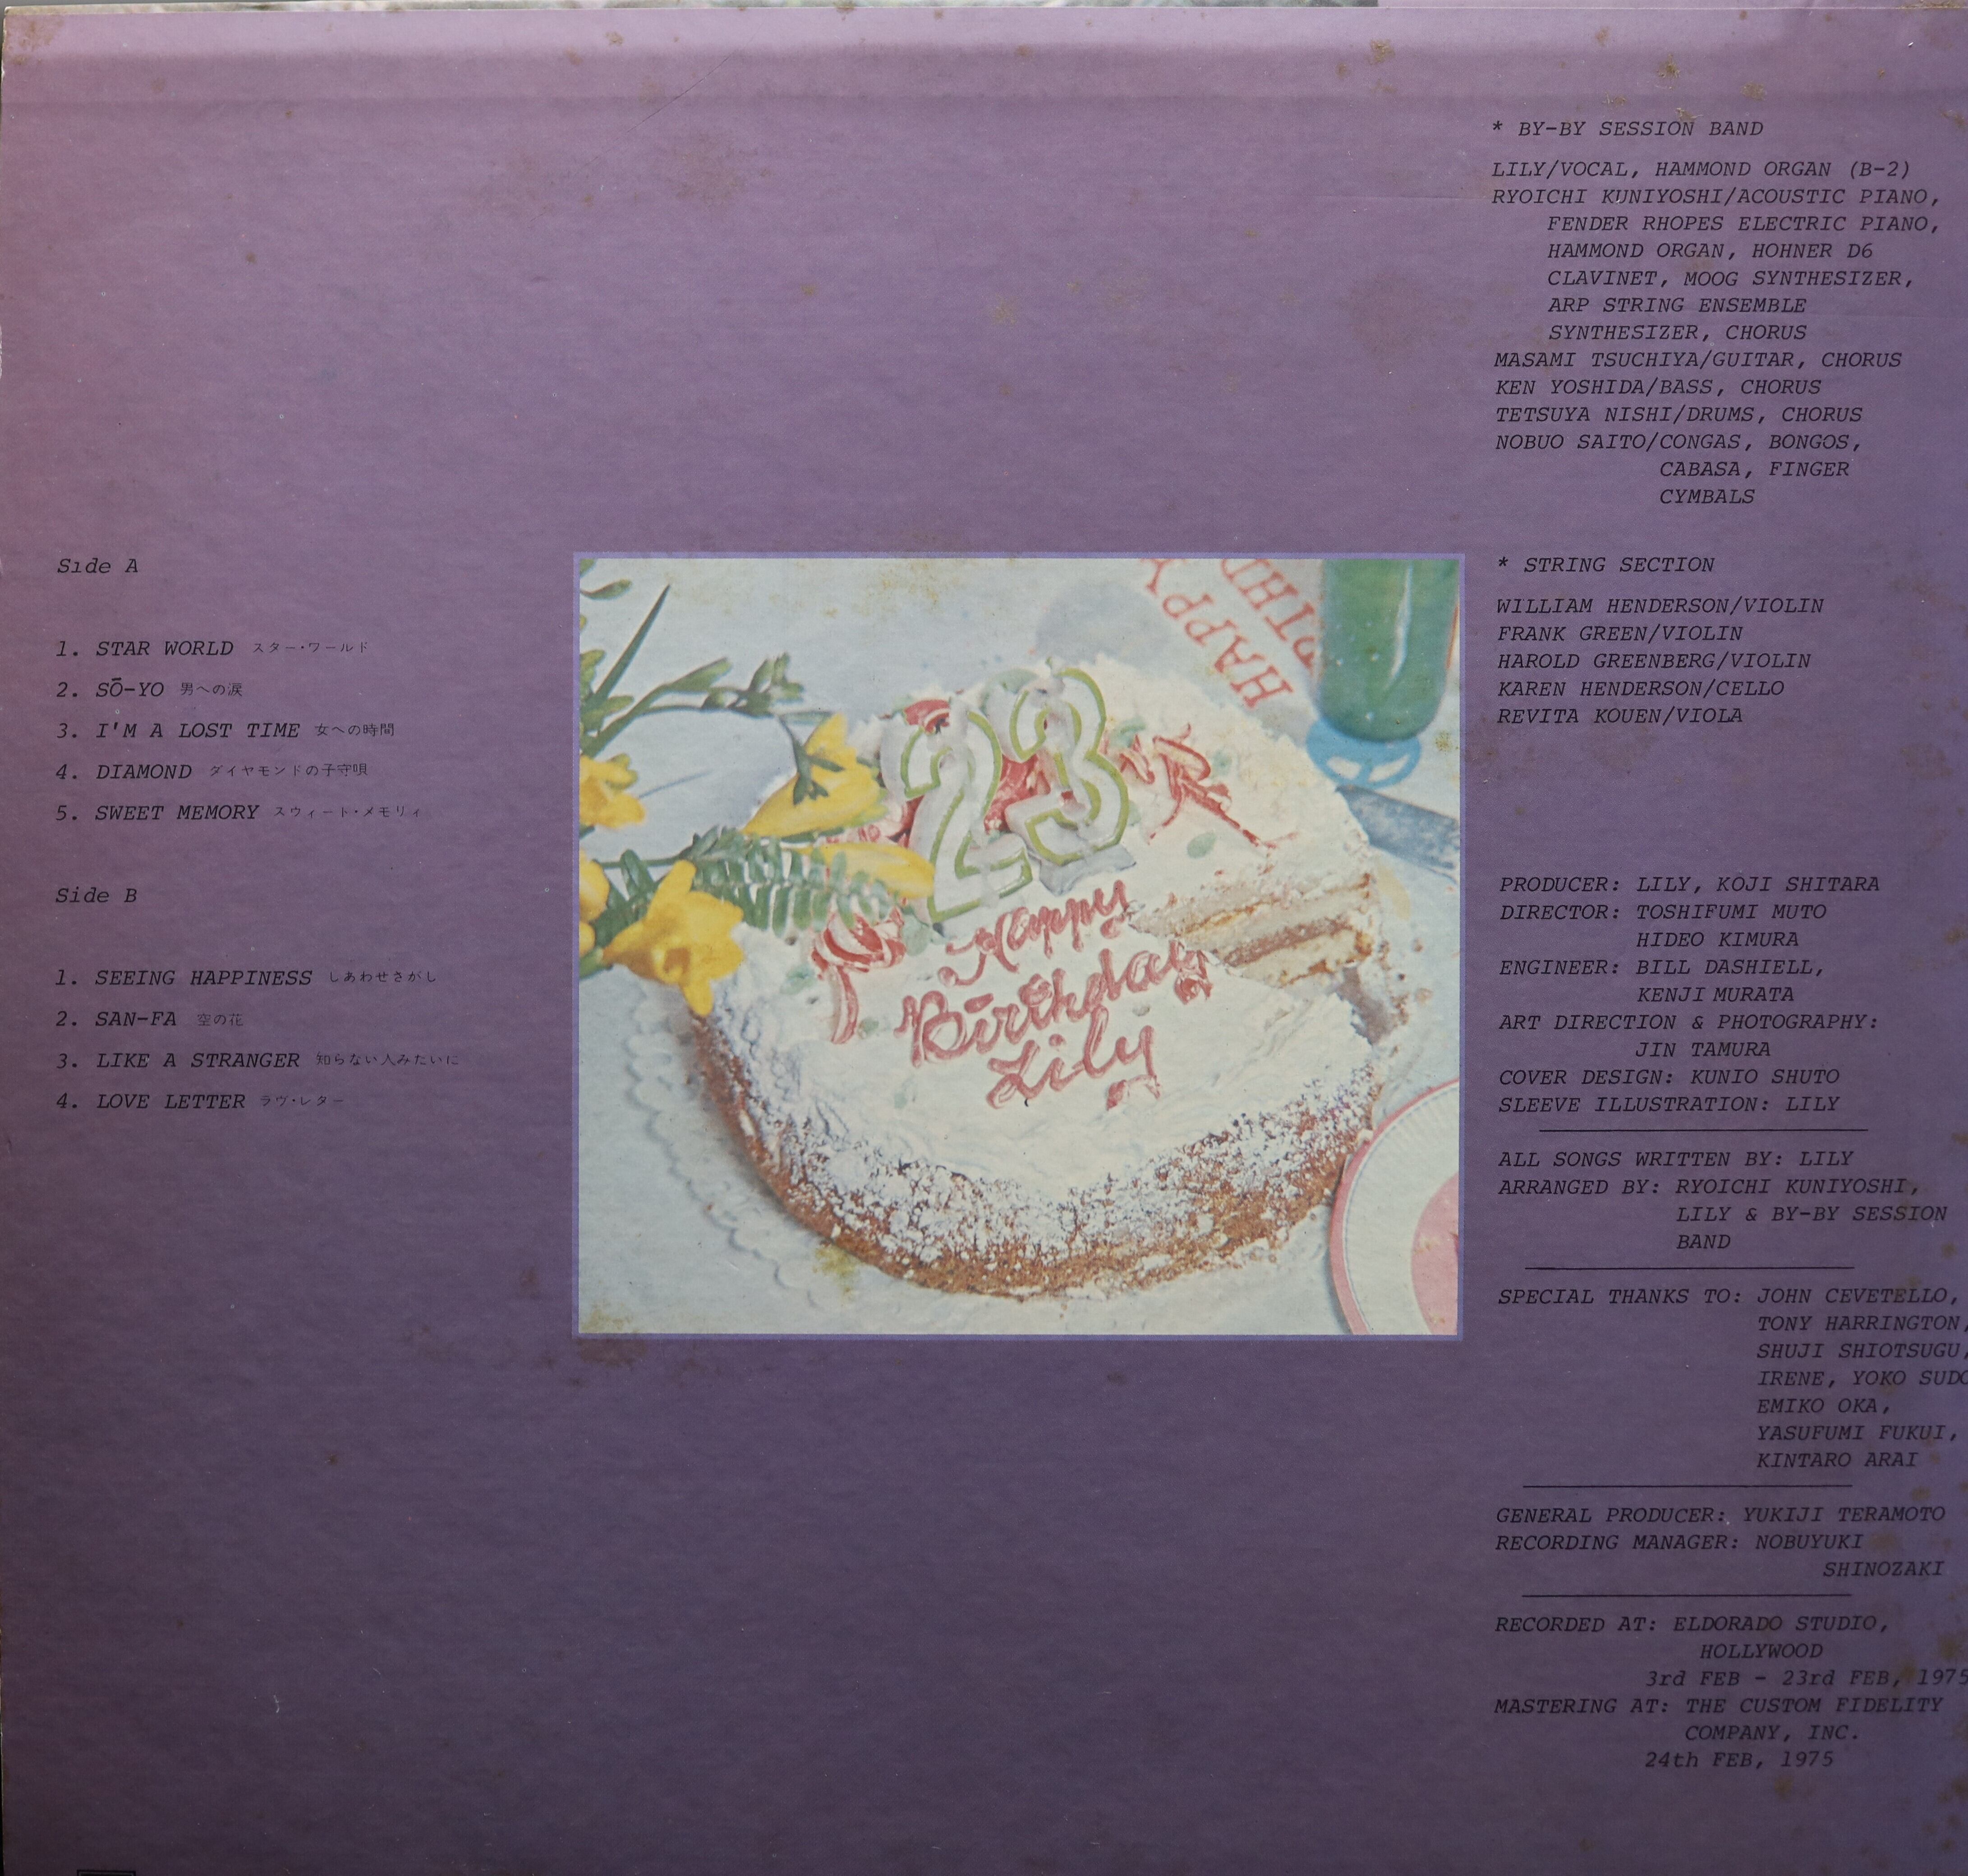 Side A
1. STAR WORLD スター・ワールド
2. SŌ-YO 男への涙
3. I'M A LOST TIME 女への時間
4. DIAMOND ダイヤモンドの子守唄
5. SWEET MEMORY スウィート・メモリィ
Side B
1. SEEING HAPPINESS しあわせさがし
2. SAN-FA 空の花
3. LIKE A STRANGER 知らない人みたいに
4. LOVE LETTER ラヴ・レター
HAPPY
23
Happy
Birthday
Lily
* BY-BY SESSION BAND
LILY/VOCAL, HAMMOND ORGAN (B-2)
RYOICHI KUNIYOSHI/ACOUSTIC PIANO,
FENDER RHOPES ELECTRIC PIANO,
HAMMOND ORGAN, HOHNER D6
CLAVINET, MOOG SYNTHESIZER,
ARP STRING ENSEMBLE
SYNTHESIZER, CHORUS
MASAMI TSUCHIYA/GUITAR, CHORUS
KEN YOSHIDA/BASS, CHORUS
TETSUYA NISHI/DRUMS, CHORUS
NOBUO SAITO/CONGAS, BONGOS,
CABASA, FINGER
CYMBALS
* STRING SECTION
WILLIAM HENDERSON/VIOLIN
FRANK GREEN/VIOLIN
HAROLD GREENBERG/VIOLIN
KAREN HENDERSON/CELLO
REVITA KOUEN/VIOLA
PRODUCER: LILY, KOJI SHITARA
DIRECTOR: TOSHIFUMI MUTO
HIDEO KIMURA
ENGINEER: BILL DASHIELL,
KENJI MURATA
ART DIRECTION & PHOTOGRAPHY:
JIN TAMURA
COVER DESIGN: KUNIO SHUTO
SLEEVE ILLUSTRATION: LILY
ALL SONGS WRITTEN BY: LILY
ARRANGED BY: RYOICHI KUNIYOSHI,
LILY & BY-BY SESSION
BAND
SPECIAL THANKS TO: JOHN CEVETELLO,
TONY HARRINGTON,
SHUJI SHIOTSUGU,
IRENE, YOKO SUDO
EMIKO OKA,
YASUFUMI FUKUI,
KINTARO ARAI
GENERAL PRODUCER: YUKIJI TERAMOTO
RECORDING MANAGER: NOBUYUKI
SHINOZAKI
RECORDED AT: ELDORADO STUDIO,
HOLLYWOOD
3rd FEB - 23rd FEB, 1975
MASTERING AT: THE CUSTOM FIDELITY
COMPANY, INC.
24th FEB, 1975